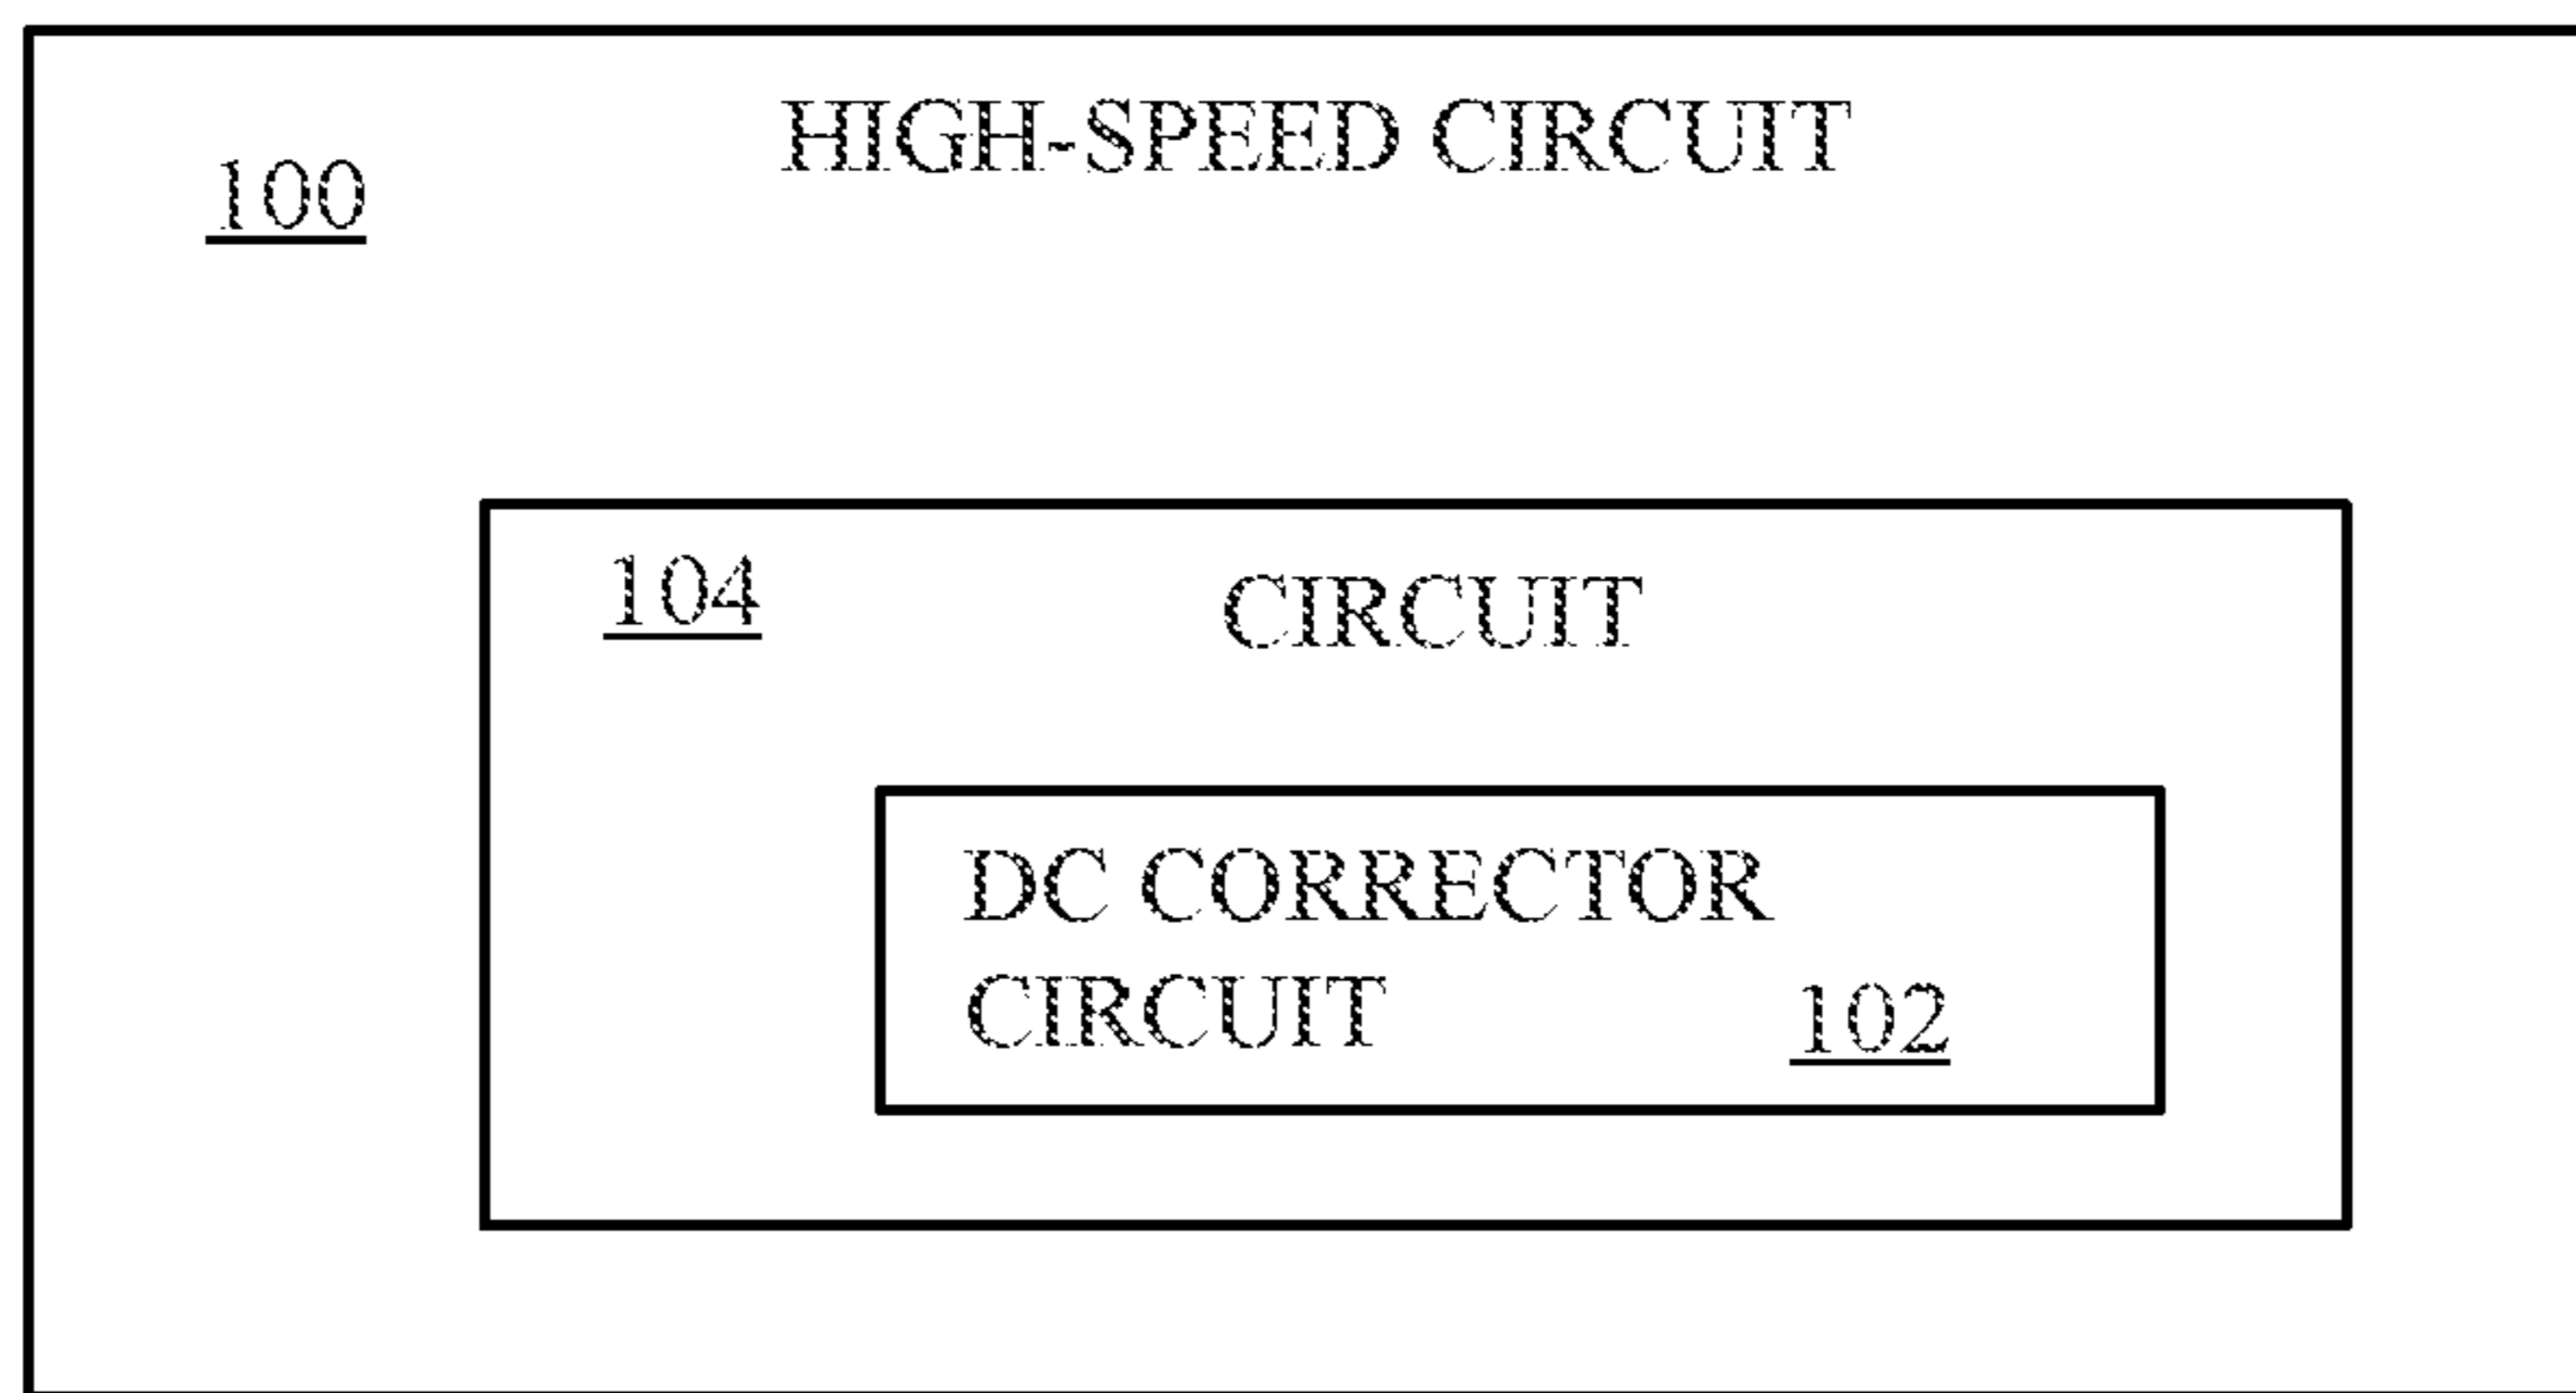 HIGH-SPEED CIRCUIT
100
104
CIRCUIT
DC CORRECTOR
CIRCUIT
102